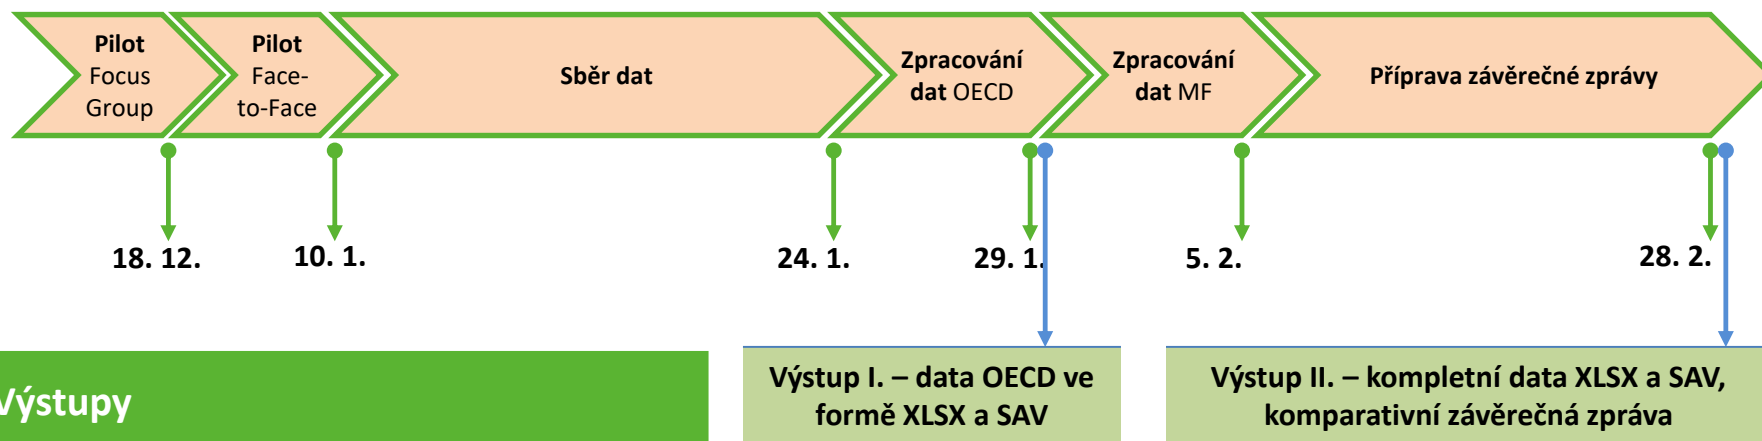 Pilot
Focus
Group
Pilot
Face-
to-Face
Sběr dat
Zpracování
dat OECD
Zpracování
dat MF
Příprava závěrečné zprávy
18. 12.
10. 1.
24. 1.
29. 1.
5. 2.
28. 2.
Výstupy
Výstup I. – data OECD ve
formě XLSX a SAV
Výstup II. – kompletní data XLSX a SAV,
komparativní závěrečná zpráva